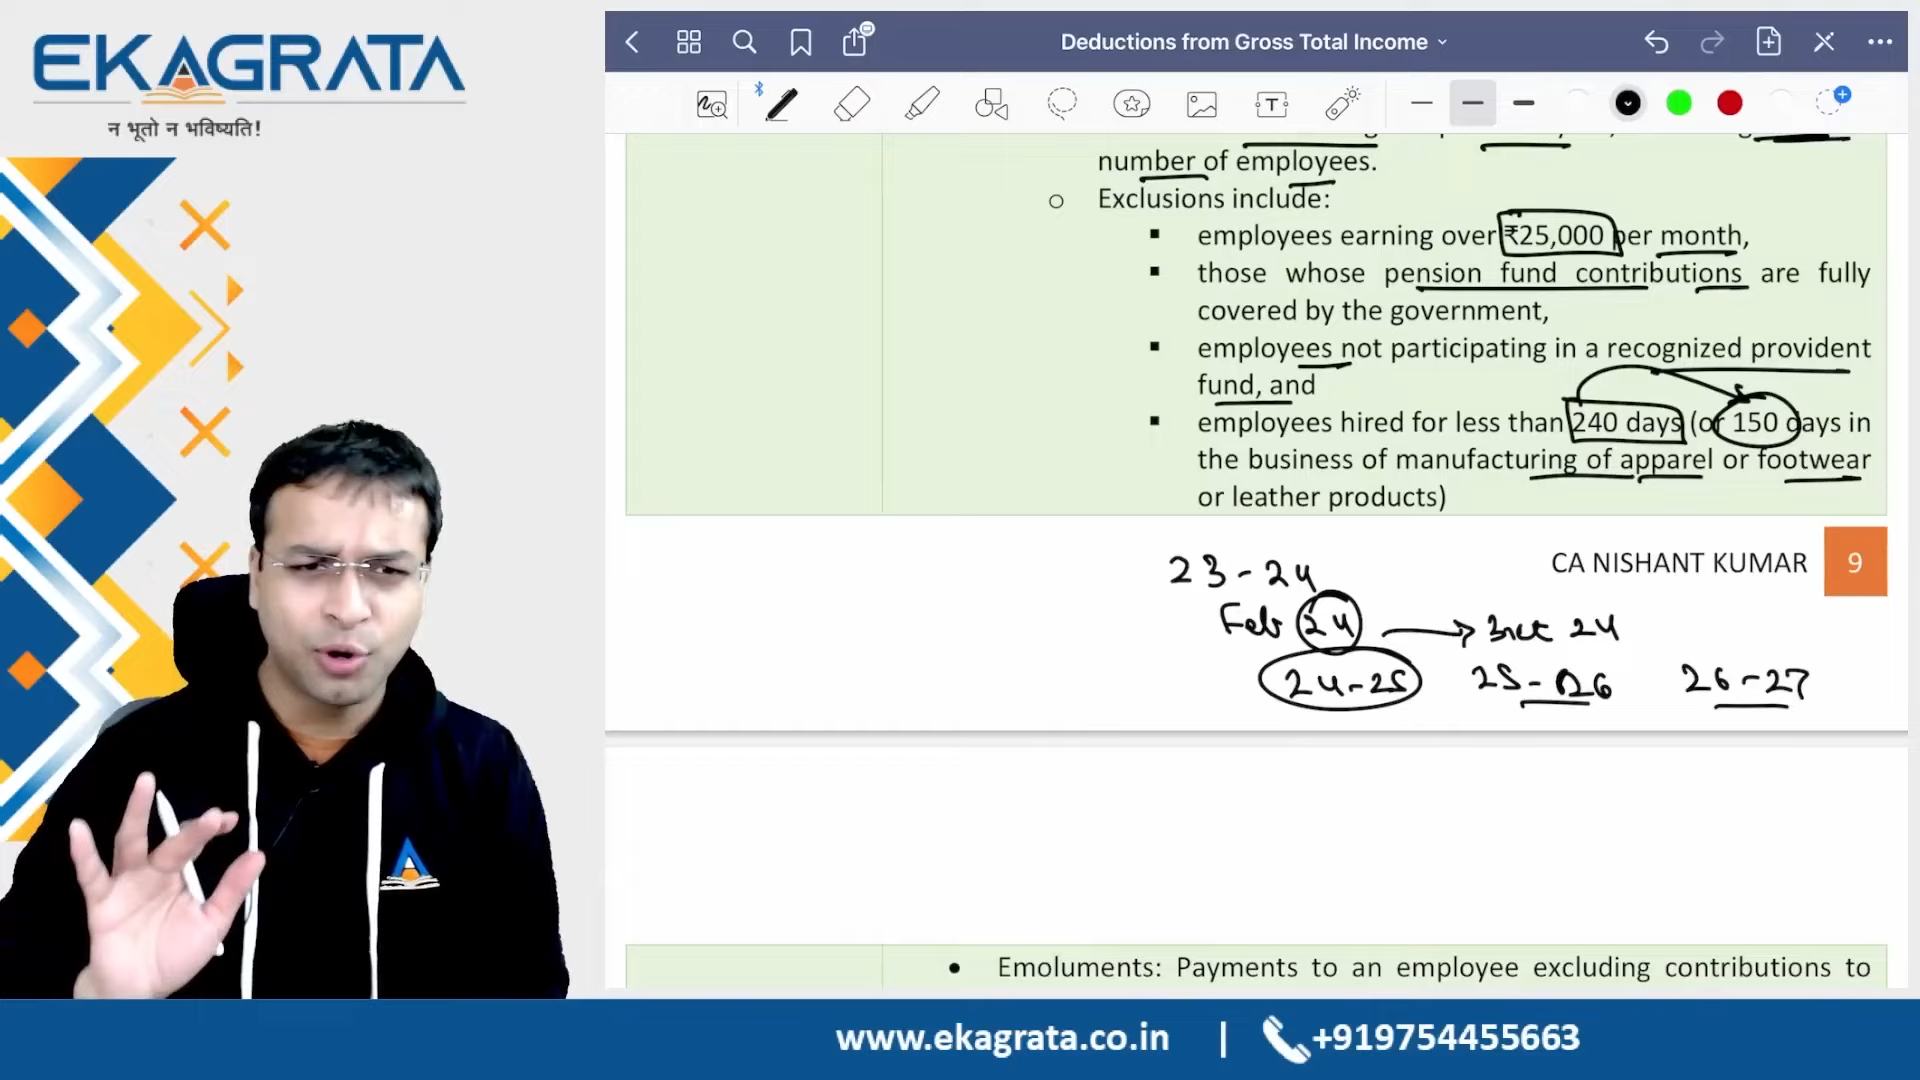 EKAGRATA
न भूतो न भविष्यति!
Deductions from Gross Total Income
number of employees.
Exclusions include:
employees earning over ₹25,000 per month,
those whose pension fund contributions are fully
covered by the government,
employees not participating in a recognized provident
fund, and
employees hired for less than 240 days (or 150 days in
the business of manufacturing of apparel or footwear
or leather products)
23-24
CA NISHANT KUMAR 9
Feb 24 → 24
24-25 25-26 26-27
• Emoluments: Payments to an employee excluding contributions to
www.ekagrata.co.in | +919754455663